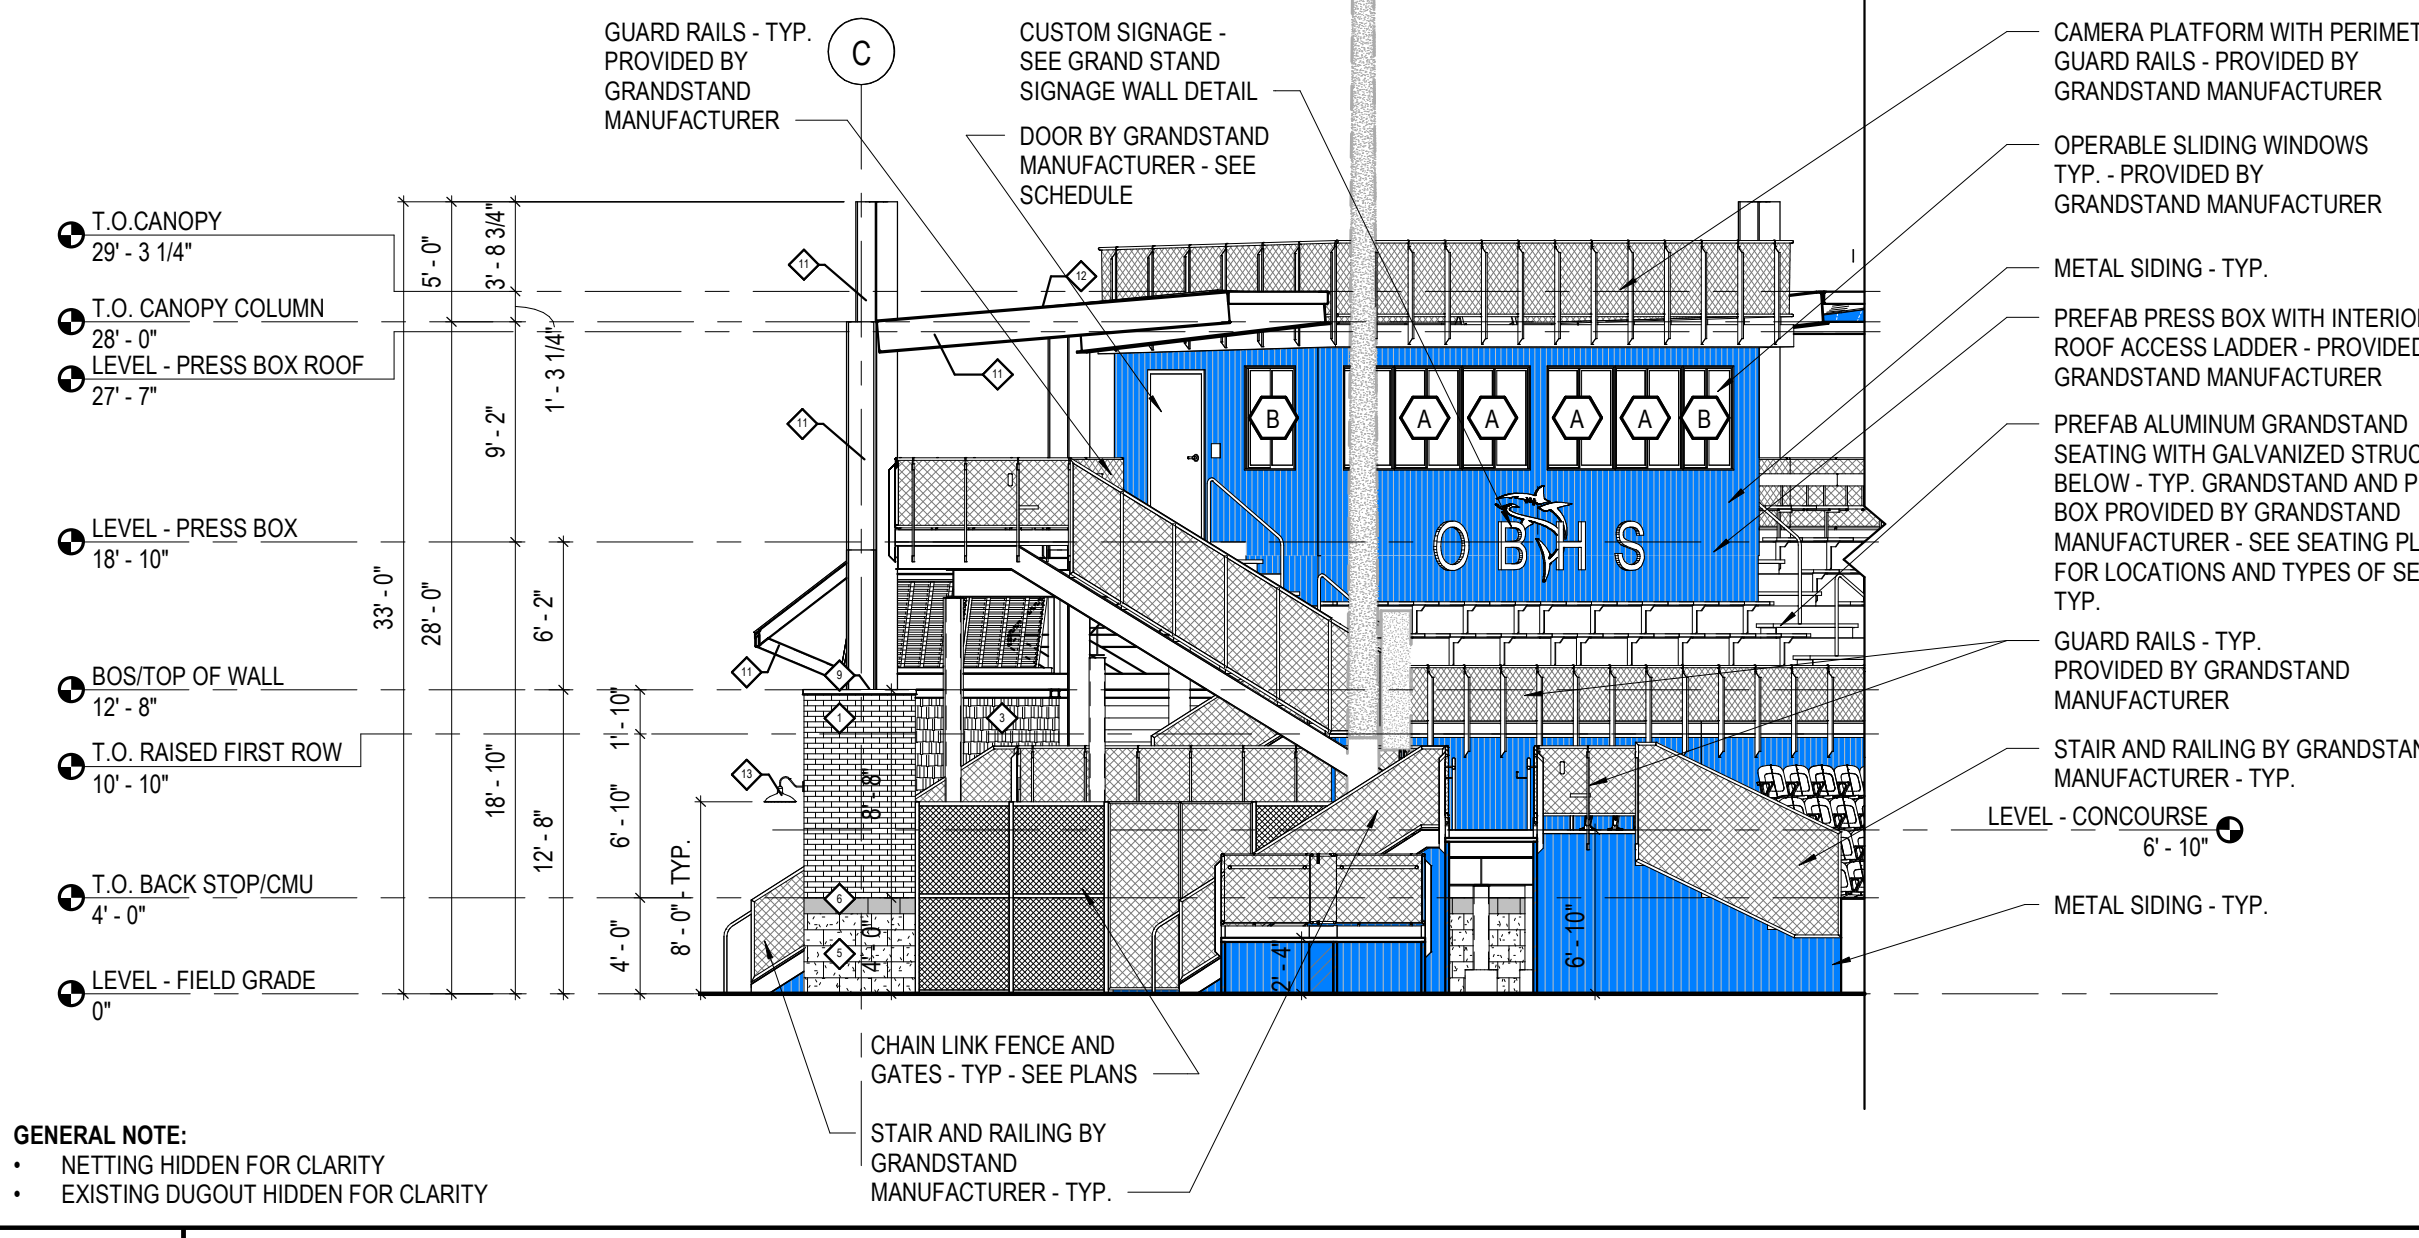 GUARD RAILS - TYP.
PROVIDED BY
GRANDSTAND
MANUFACTURER
C
CUSTOM SIGNAGE -
SEE GRAND STAND
SIGNAGE WALL DETAIL
DOOR BY GRANDSTAND
MANUFACTURER - SEE
SCHEDULE
CAMERA PLATFORM WITH PERIMET
GUARD RAILS - PROVIDED BY
GRANDSTAND MANUFACTURER
OPERABLE SLIDING WINDOWS
TYP. - PROVIDED BY
GRANDSTAND MANUFACTURER
METAL SIDING - TYP.
PREFAB PRESS BOX WITH INTERIOR
ROOF ACCESS LADDER - PROVIDED
GRANDSTAND MANUFACTURER
PREFAB ALUMINUM GRANDSTAND
SEATING WITH GALVANIZED STRUC
BELOW - TYP. GRANDSTAND AND P
BOX PROVIDED BY GRANDSTAND
MANUFACTURER - SEE SEATING PL
FOR LOCATIONS AND TYPES OF SE
TYP.
GUARD RAILS - TYP.
PROVIDED BY GRANDSTAND
MANUFACTURER
STAIR AND RAILING BY GRANDSTAN
MANUFACTURER - TYP.
LEVEL - CONCOURSE
6' - 10"
METAL SIDING - TYP.
T.O.CANOPY
29' - 3 1/4"
T.O. CANOPY COLUMN
28' - 0"
LEVEL - PRESS BOX ROOF
27' - 7"
LEVEL - PRESS BOX
18' - 10"
BOS/TOP OF WALL
12' - 8"
T.O. RAISED FIRST ROW
10' - 10"
T.O. BACK STOP/CMU
4' - 0"
LEVEL - FIELD GRADE
0"
33' - 0"
5' - 0"
28' - 0"
3' - 8 3/4"
1' - 3 1/4"
9' - 2"
18' - 10"
6' - 2"
12' - 8"
1' - 10"
6' - 10"
4' - 0"
8' - 0" - TYP.
8' - 8"
4' - 0"
2' - 4"
6' - 10"
11
12
11
11
11
9
1
3
13
6
5
B
A
A
A
A
B
O B H S
CHAIN LINK FENCE AND
GATES - TYP - SEE PLANS
STAIR AND RAILING BY
GRANDSTAND
MANUFACTURER - TYP.
GENERAL NOTE:
• NETTING HIDDEN FOR CLARITY
• EXISTING DUGOUT HIDDEN FOR CLARITY